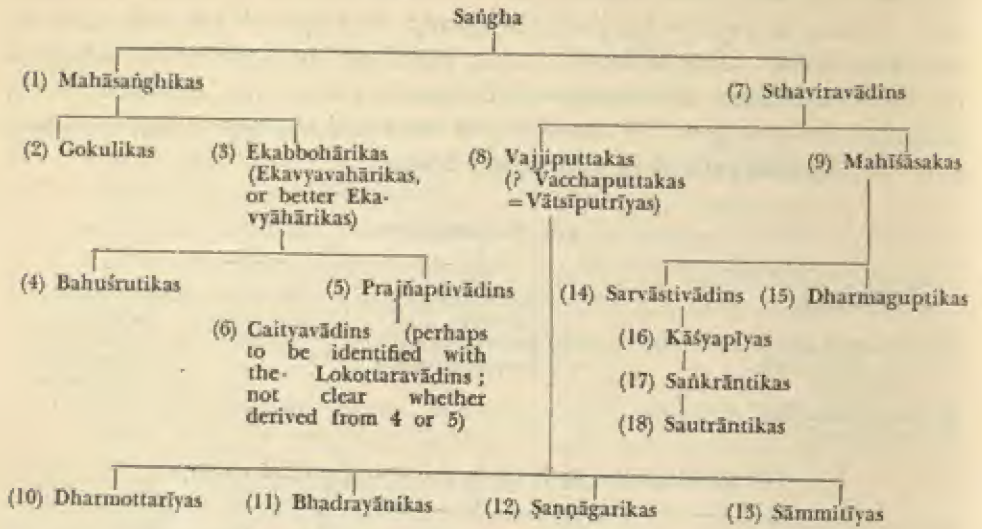 Saṅgha
(1) Mahāsaṅghikas
(7) Sthaviravādins
(2) Gokulikas
(3) Ekabbohārikas
(Ekavyavahārikas,
or better Eka-
vyāhārikas)
(8) Vajjiputtakas
(? Vacchaputtakas
=Vātsīputrīyas)
(9) Mahīśāsakas
(4) Bahuśrutikas
(5) Prajñaptivādins
(6) Caityavādins (perhaps
to be identified with
the Lokottaravādins ;
not clear whether
derived from 4 or 5)
(14) Sarvāstivādins
(15) Dharmaguptikas
(16) Kāśyapīyas
(17) Saṅkrāntikas
(18) Sautrāntikas
(10) Dharmottarīyas
(11) Bhadrayānikas
(12) Ṣaṇṇāgarikas
(13) Sāmmitīyas